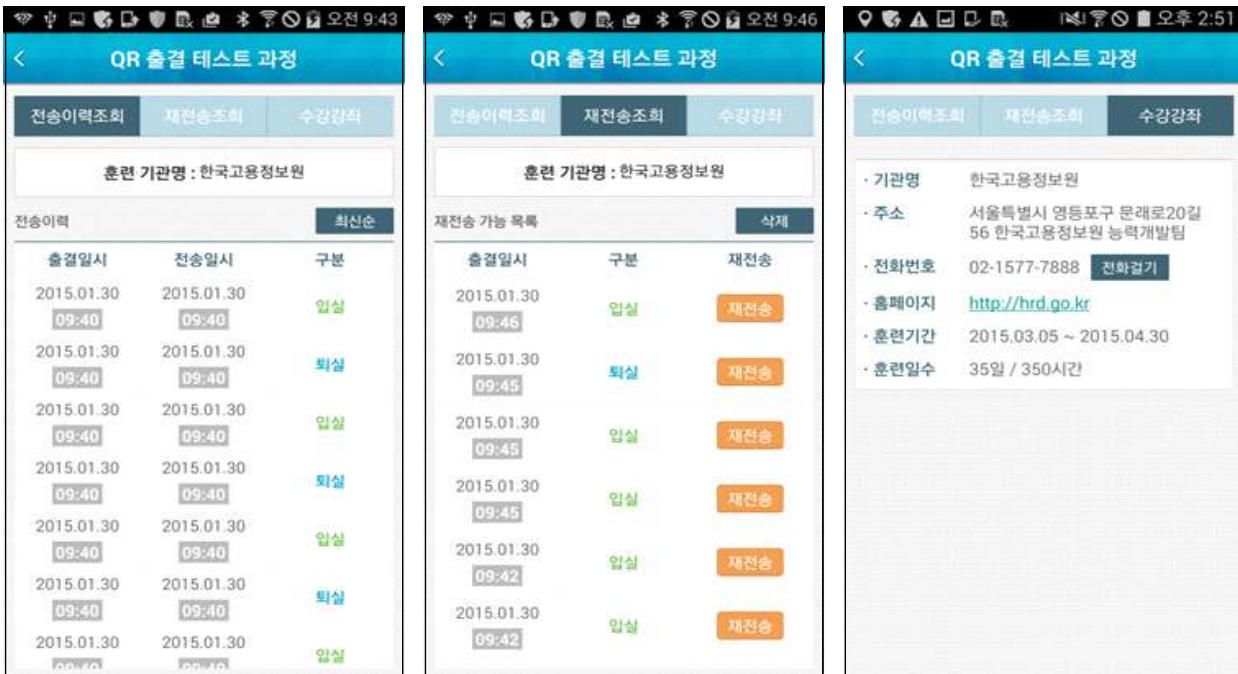 오전 9:43
QR 출결 테스트 과정
전송이력조회 재전송조회 수강강좌
훈련 기관명 : 한국고용정보원
전송이력 최신순
출결일시 전송일시 구분
2015.01.30 2015.01.30
09:40 09:40 입실
2015.01.30 2015.01.30
09:40 09:40 퇴실
2015.01.30 2015.01.30
09:40 09:40 입실
2015.01.30 2015.01.30
09:40 09:40 퇴실
2015.01.30 2015.01.30
09:40 09:40 입실
2015.01.30 2015.01.30
09:40 09:40 퇴실
2015.01.30 2015.01.30
입실
오전 9:46
QR 출결 테스트 과정
전송이력조회 재전송조회 수강강좌
훈련 기관명 : 한국고용정보원
재전송 가능 목록 삭제
출결일시 구분 재전송
2015.01.30
09:46 입실 재전송
2015.01.30
09:45 퇴실 재전송
2015.01.30
09:45 입실 재전송
2015.01.30
09:45 입실 재전송
2015.01.30
09:42 입실 재전송
2015.01.30
09:42 입실 재전송
오후 2:51
QR 출결 테스트 과정
전송이력조회 재전송조회 수강강좌
· 기관명 한국고용정보원
· 주소 서울특별시 영등포구 문래로20길
56 한국고용정보원 능력개발팀
· 전화번호 02-1577-7888 전화걸기
· 홈페이지 http://hrd.go.kr
· 훈련기간 2015.03.05 ~ 2015.04.30
· 훈련일수 35일 / 350시간